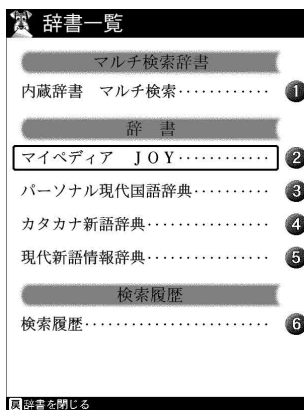 辞書一覧
マルチ検索辞書
内蔵辞書 マルチ検索············ 1
辞 書
マイペディア JOY············ 2
パーソナル現代国語辞典·········· 3
カタカナ新語辞典················ 4
現代新語情報辞典················ 5
検索履歴
検索履歴························ 6
戻 辞書を閉じる